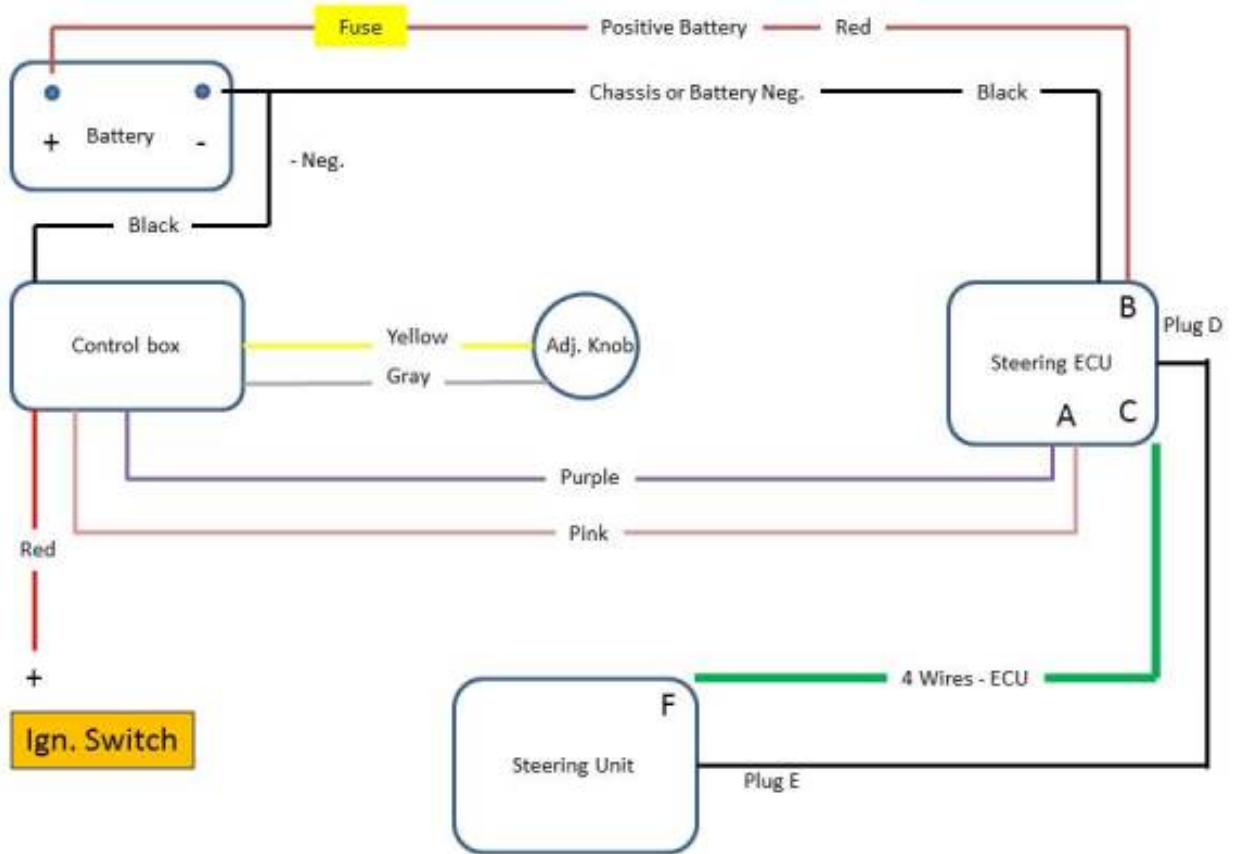 Fuse
Positive Battery
Red
Chassis or Battery Neg.
Black
+
Battery
-
- Neg.
Black
Control box
Yellow
Gray
Adj. Knob
B
Plug D
Steering ECU
A
C
Purple
Pink
Red
+
Ign. Switch
4 Wires - ECU
F
Steering Unit
Plug E